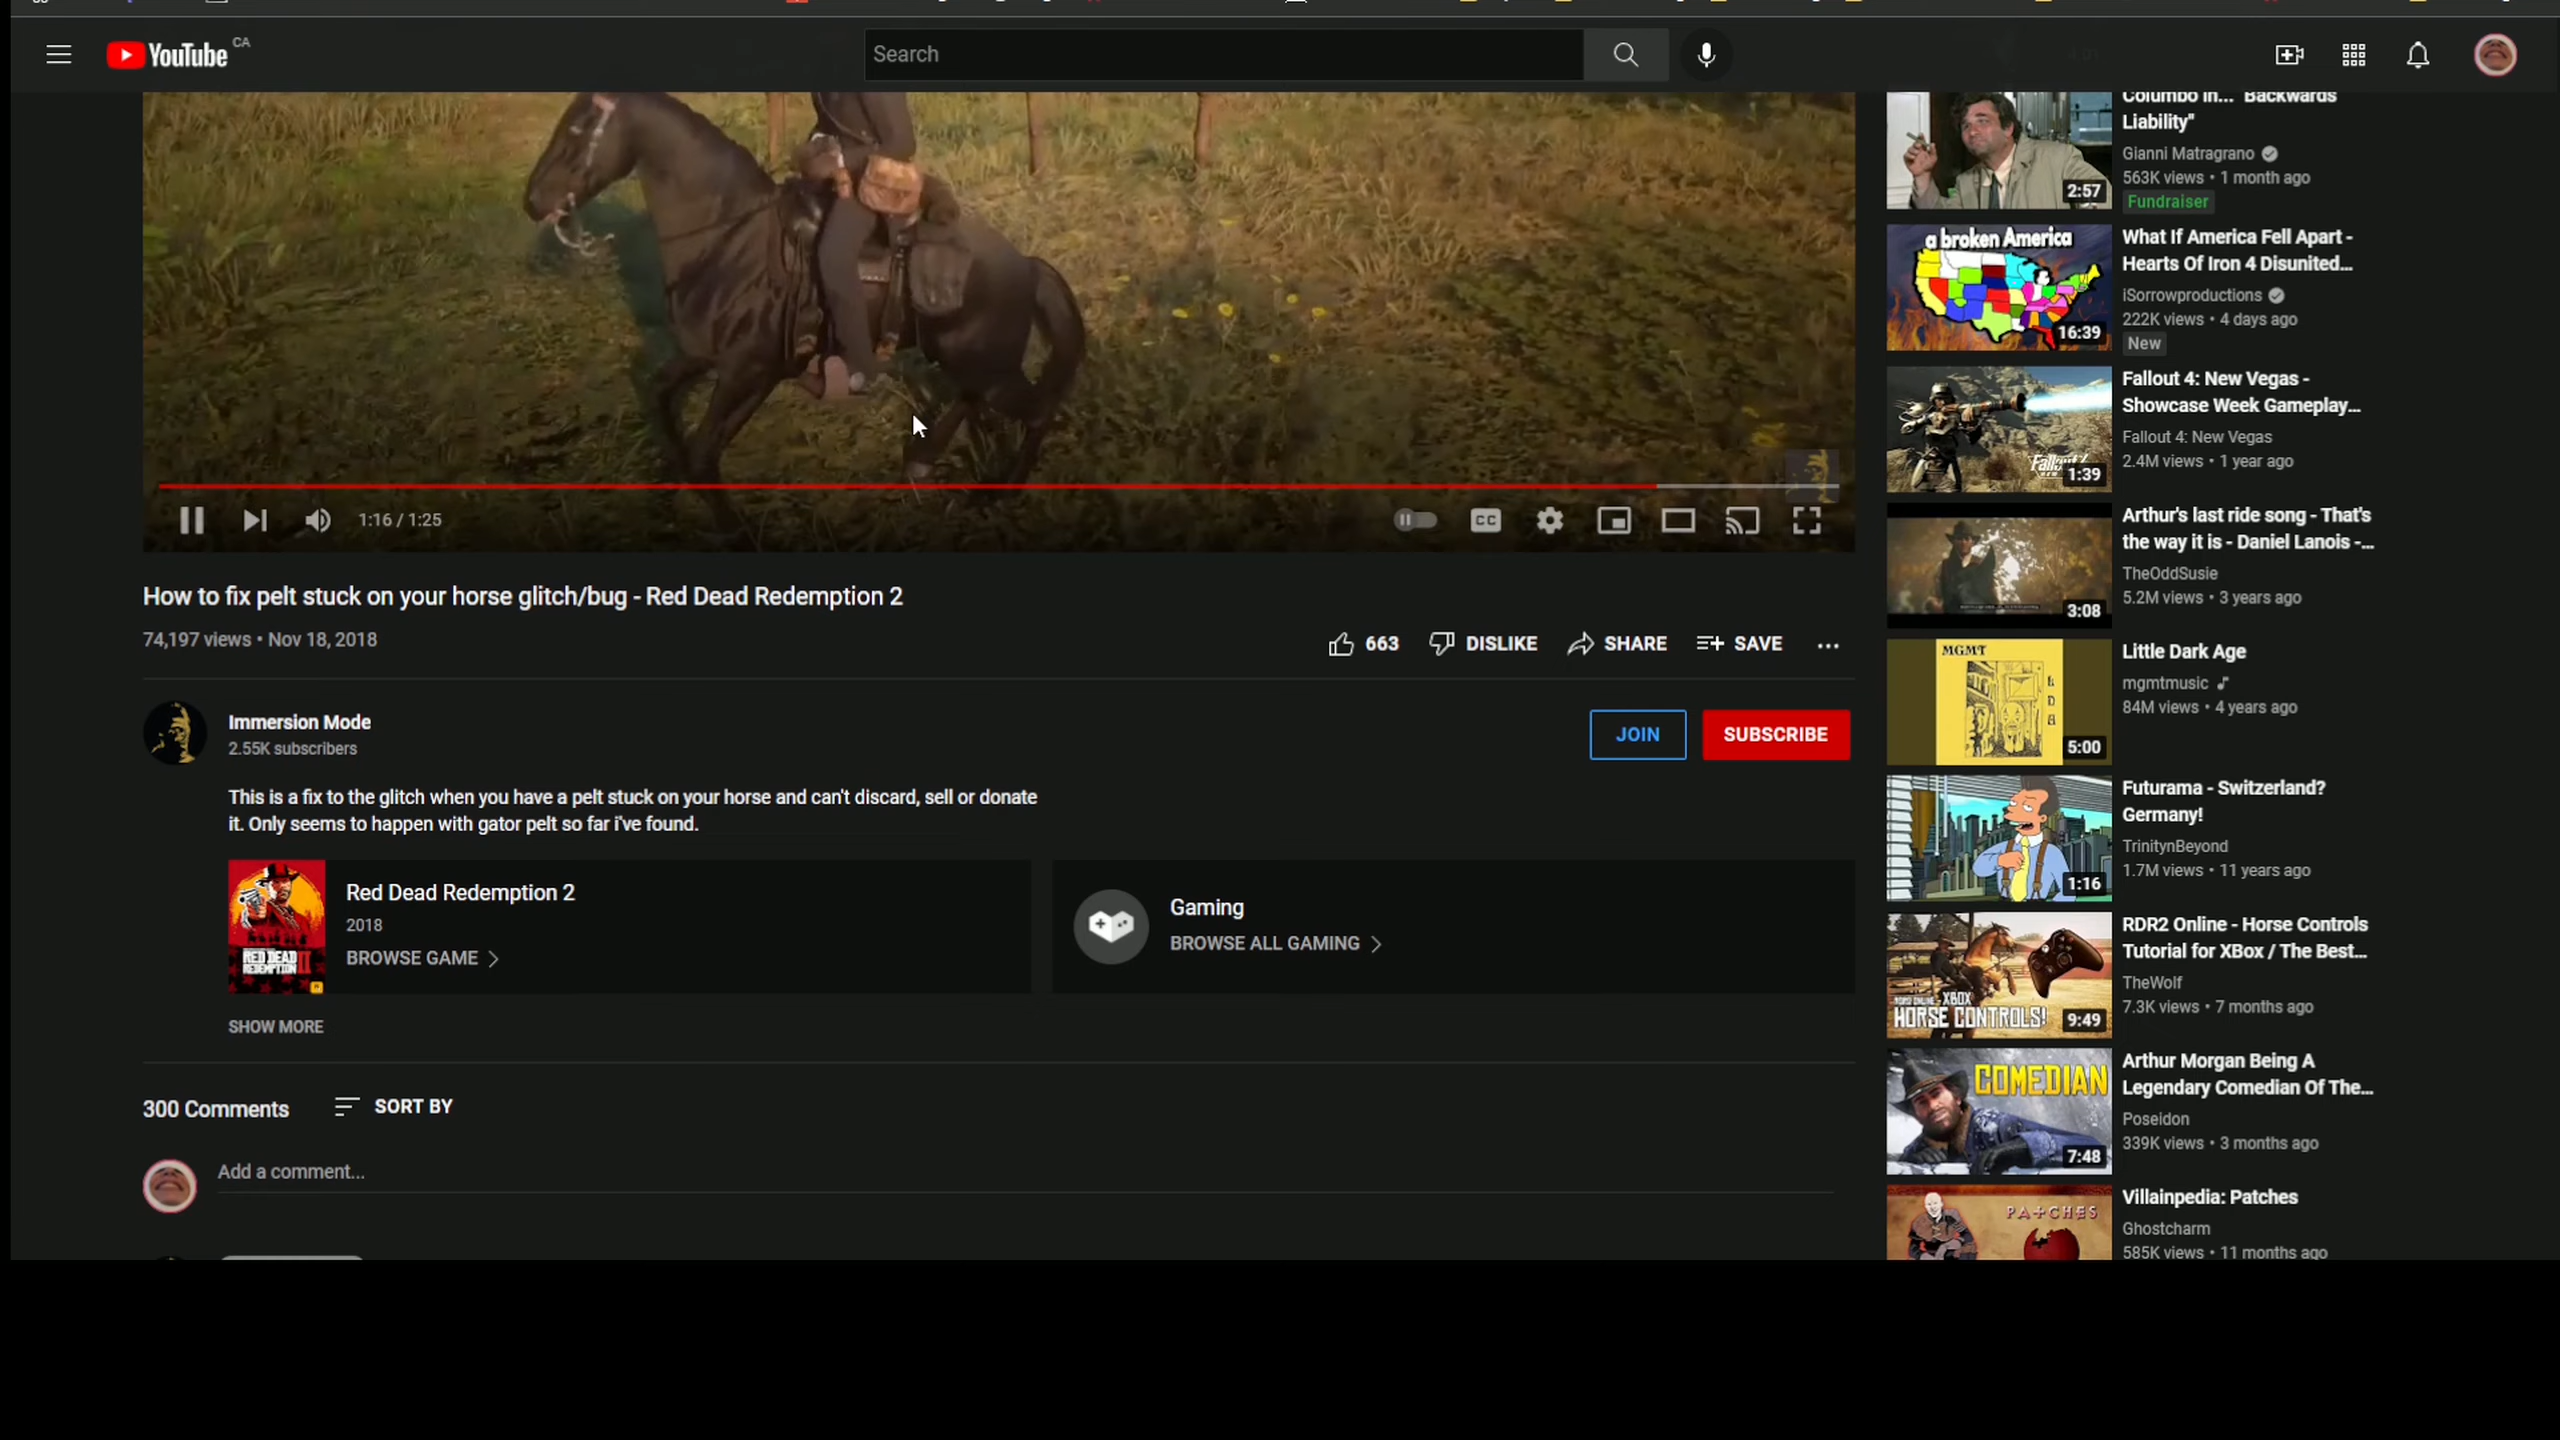 YouTube CA
Search
1:16 / 1:25
CC
How to fix pelt stuck on your horse glitch/bug - Red Dead Redemption 2
74,197 views • Nov 18, 2018
663 DISLIKE SHARE SAVE
Immersion Mode
2.55K subscribers
JOIN
SUBSCRIBE
This is a fix to the glitch when you have a pelt stuck on your horse and can't discard, sell or donate
it. Only seems to happen with gator pelt so far i've found.
RED DEAD
REDEMPTION II
Red Dead Redemption 2
2018
BROWSE GAME
Gaming
BROWSE ALL GAMING
SHOW MORE
300 Comments
SORT BY
Add a comment...
2:57
Columbo in... "Backwards
Liability"
Gianni Matragrano
563K views • 1 month ago
Fundraiser
a broken America
16:39
What If America Fell Apart -
Hearts Of Iron 4 Disunited...
iSorrowproductions
222K views • 4 days ago
New
1:39
Fallout 4: New Vegas -
Showcase Week Gameplay...
Fallout 4: New Vegas
2.4M views • 1 year ago
3:08
Arthur's last ride song - That's
the way it is - Daniel Lanois -...
TheOddSusie
5.2M views • 3 years ago
MGMT
L
D
A
5:00
Little Dark Age
mgmtmusic
84M views • 4 years ago
1:16
Futurama - Switzerland?
Germany!
TrinitynBeyond
1.7M views • 11 years ago
XBOX
HORSE CONTROLS!
9:49
RDR2 Online - Horse Controls
Tutorial for XBox / The Best...
TheWolf
7.3K views • 7 months ago
COMEDIAN
7:48
Arthur Morgan Being A
Legendary Comedian Of The...
Poseidon
339K views • 3 months ago
PATCHES
Villainpedia: Patches
Ghostcharm
585K views • 11 months ago